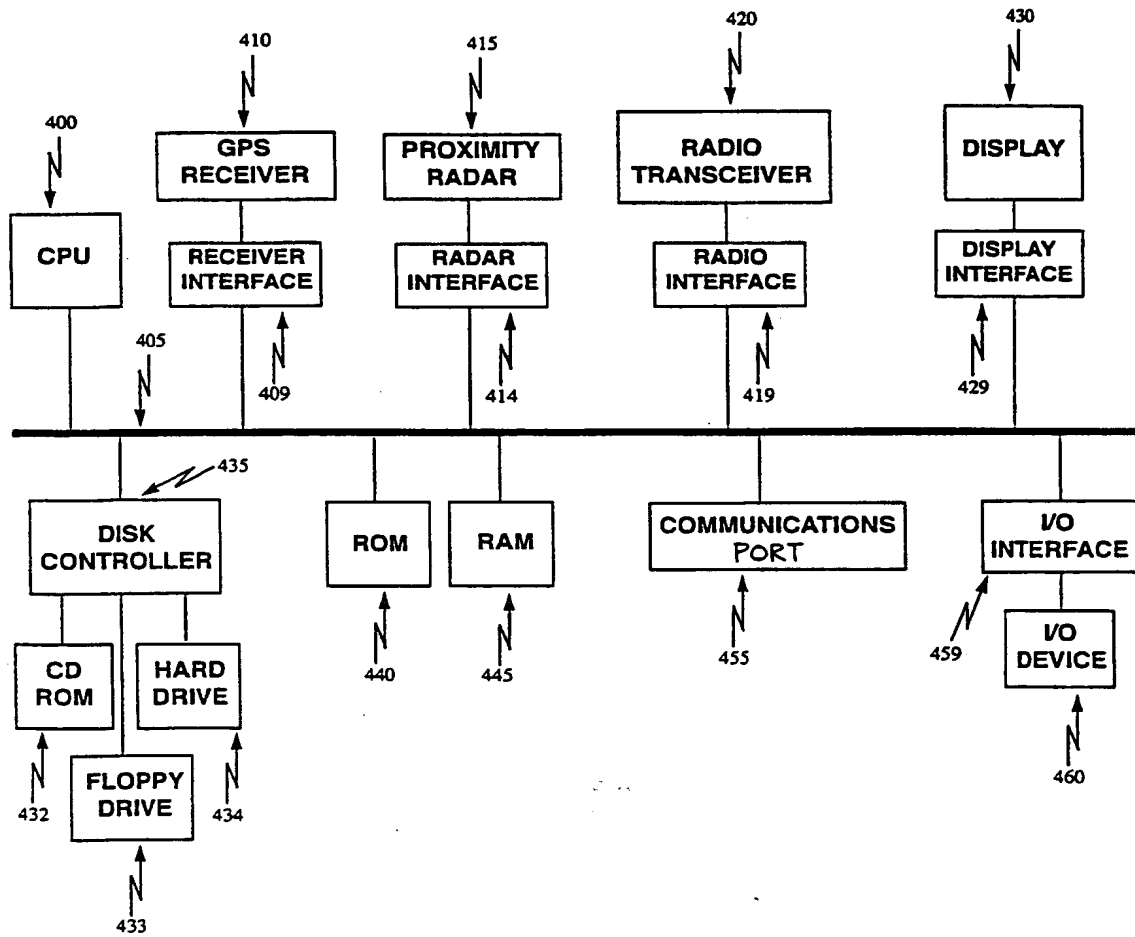 410
415
420
430
400
GPS
RECEIVER
PROXIMITY
RADAR
RADIO
TRANSCEIVER
DISPLAY
CPU
RECEIVER
INTERFACE
RADAR
INTERFACE
RADIO
INTERFACE
DISPLAY
INTERFACE
405
409
414
419
429
435
DISK
CONTROLLER
ROM
RAM
COMMUNICATIONS
PORT
I/O
INTERFACE
CD
ROM
HARD
DRIVE
440
445
455
459
I/O
DEVICE
FLOPPY
DRIVE
432
434
460
433